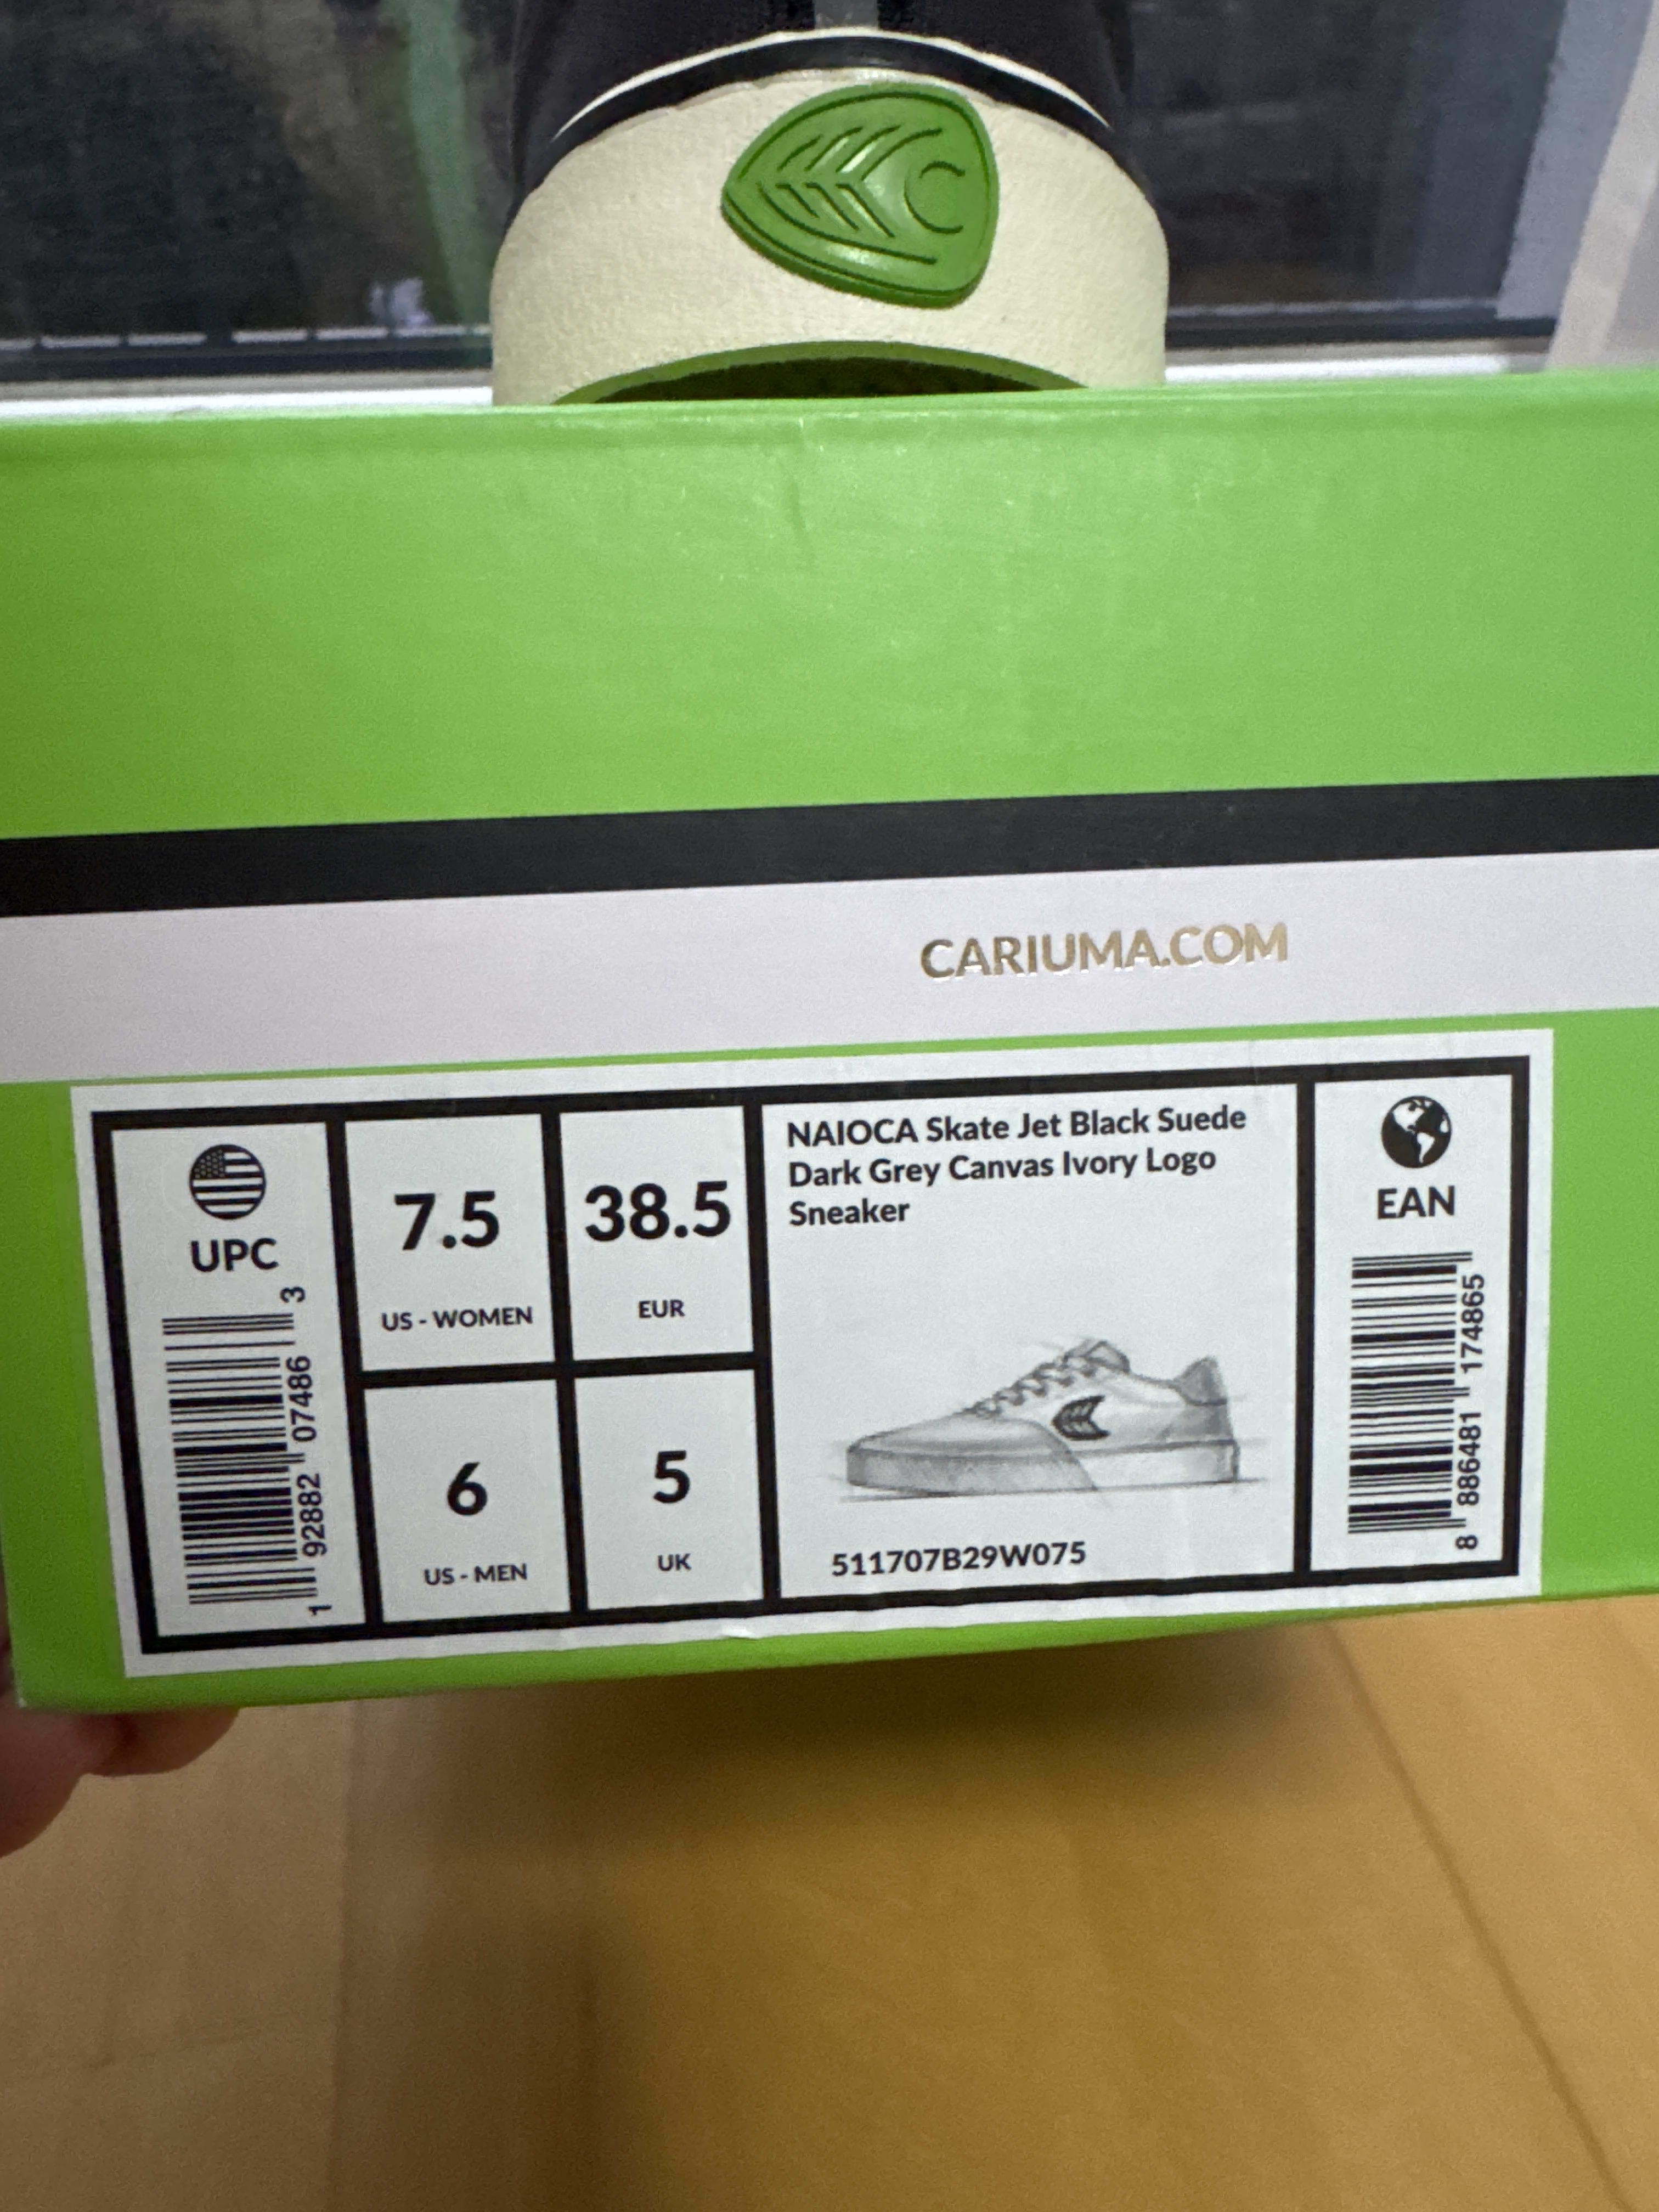 CARIUMA.COM
UPC
1 92882 07486 3
7.5
US - WOMEN
38.5
EUR
6
US - MEN
5
UK
NAIOCA Skate Jet Black Suede
Dark Grey Canvas Ivory Logo
Sneaker
511707B29W075
EAN
8 886481 174865